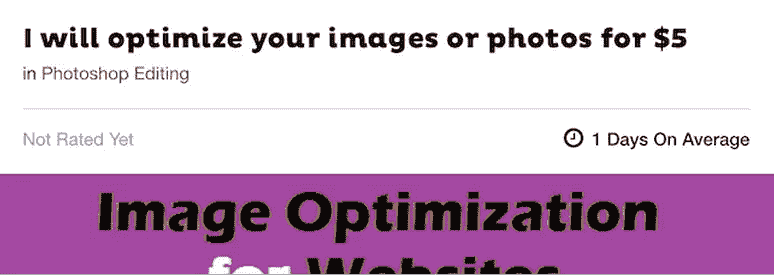 I will optimize your images or photos for $5
in Photoshop Editing
Not Rated Yet
1 Days On Average
Image Optimization
for Websites